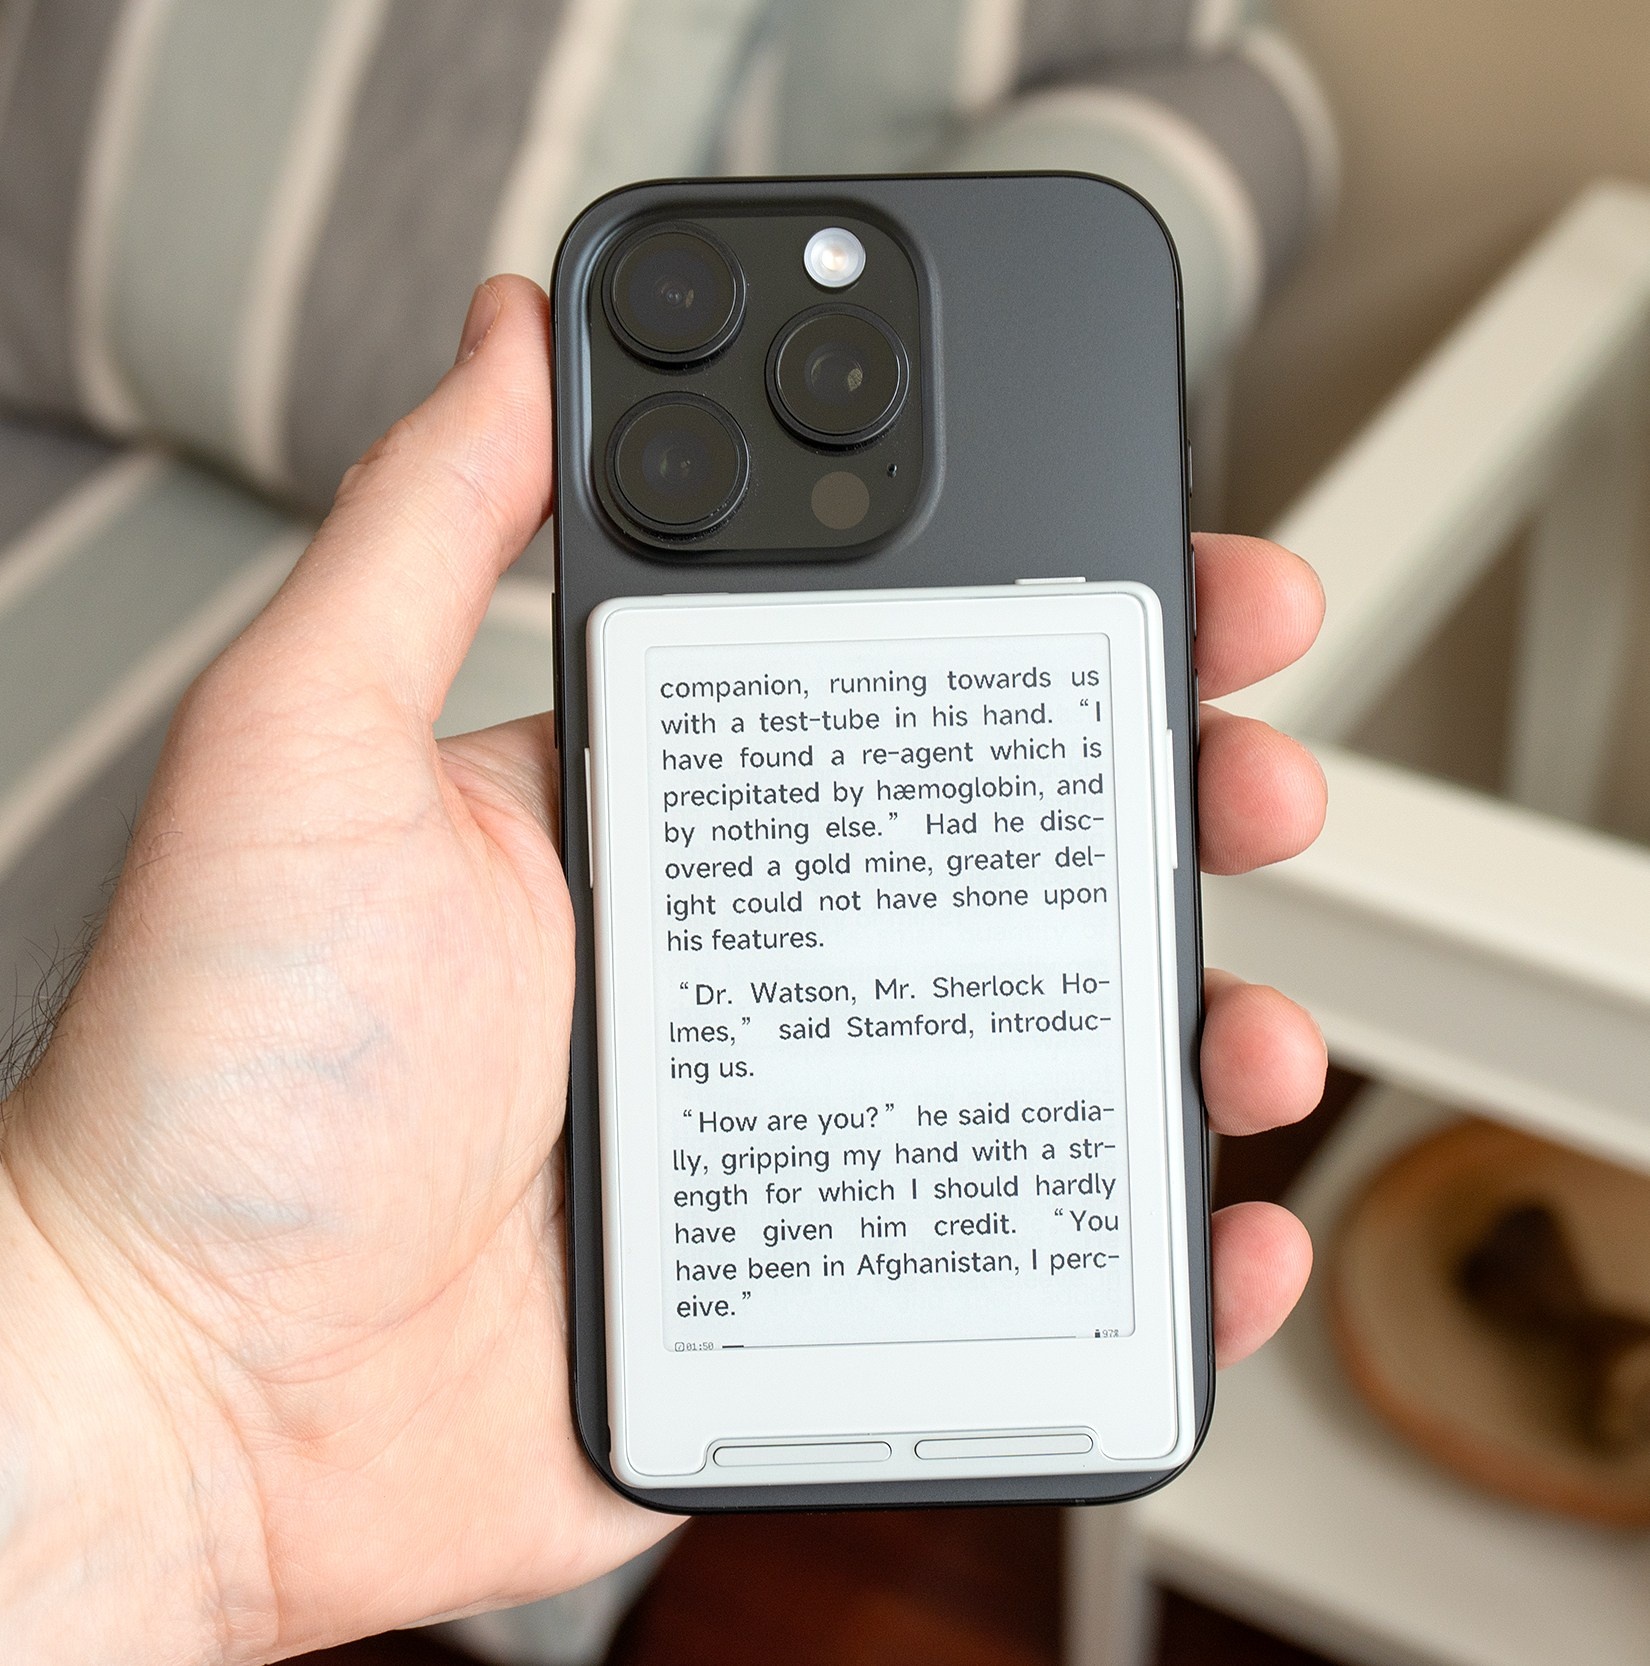 companion, running towards us
with a test-tube in his hand. “I
have found a re-agent which is
precipitated by hæmoglobin, and
by nothing else.” Had he disc-
overed a gold mine, greater del-
ight could not have shone upon
his features.
“Dr. Watson, Mr. Sherlock Ho-
lmes,” said Stamford, introduc-
ing us.
“How are you?” he said cordia-
lly, gripping my hand with a str-
ength for which I should hardly
have given him credit. “You
have been in Afghanistan, I perc-
eive.”
01:50 97%